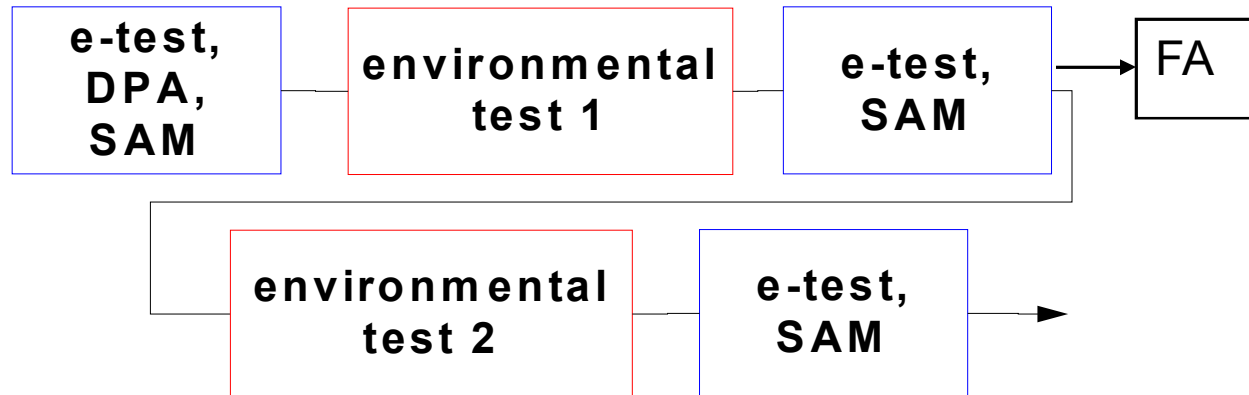 e-test,
DPA,
SAM
environmental
test 1
e-test,
SAM
FA
environmental
test 2
e-test,
SAM